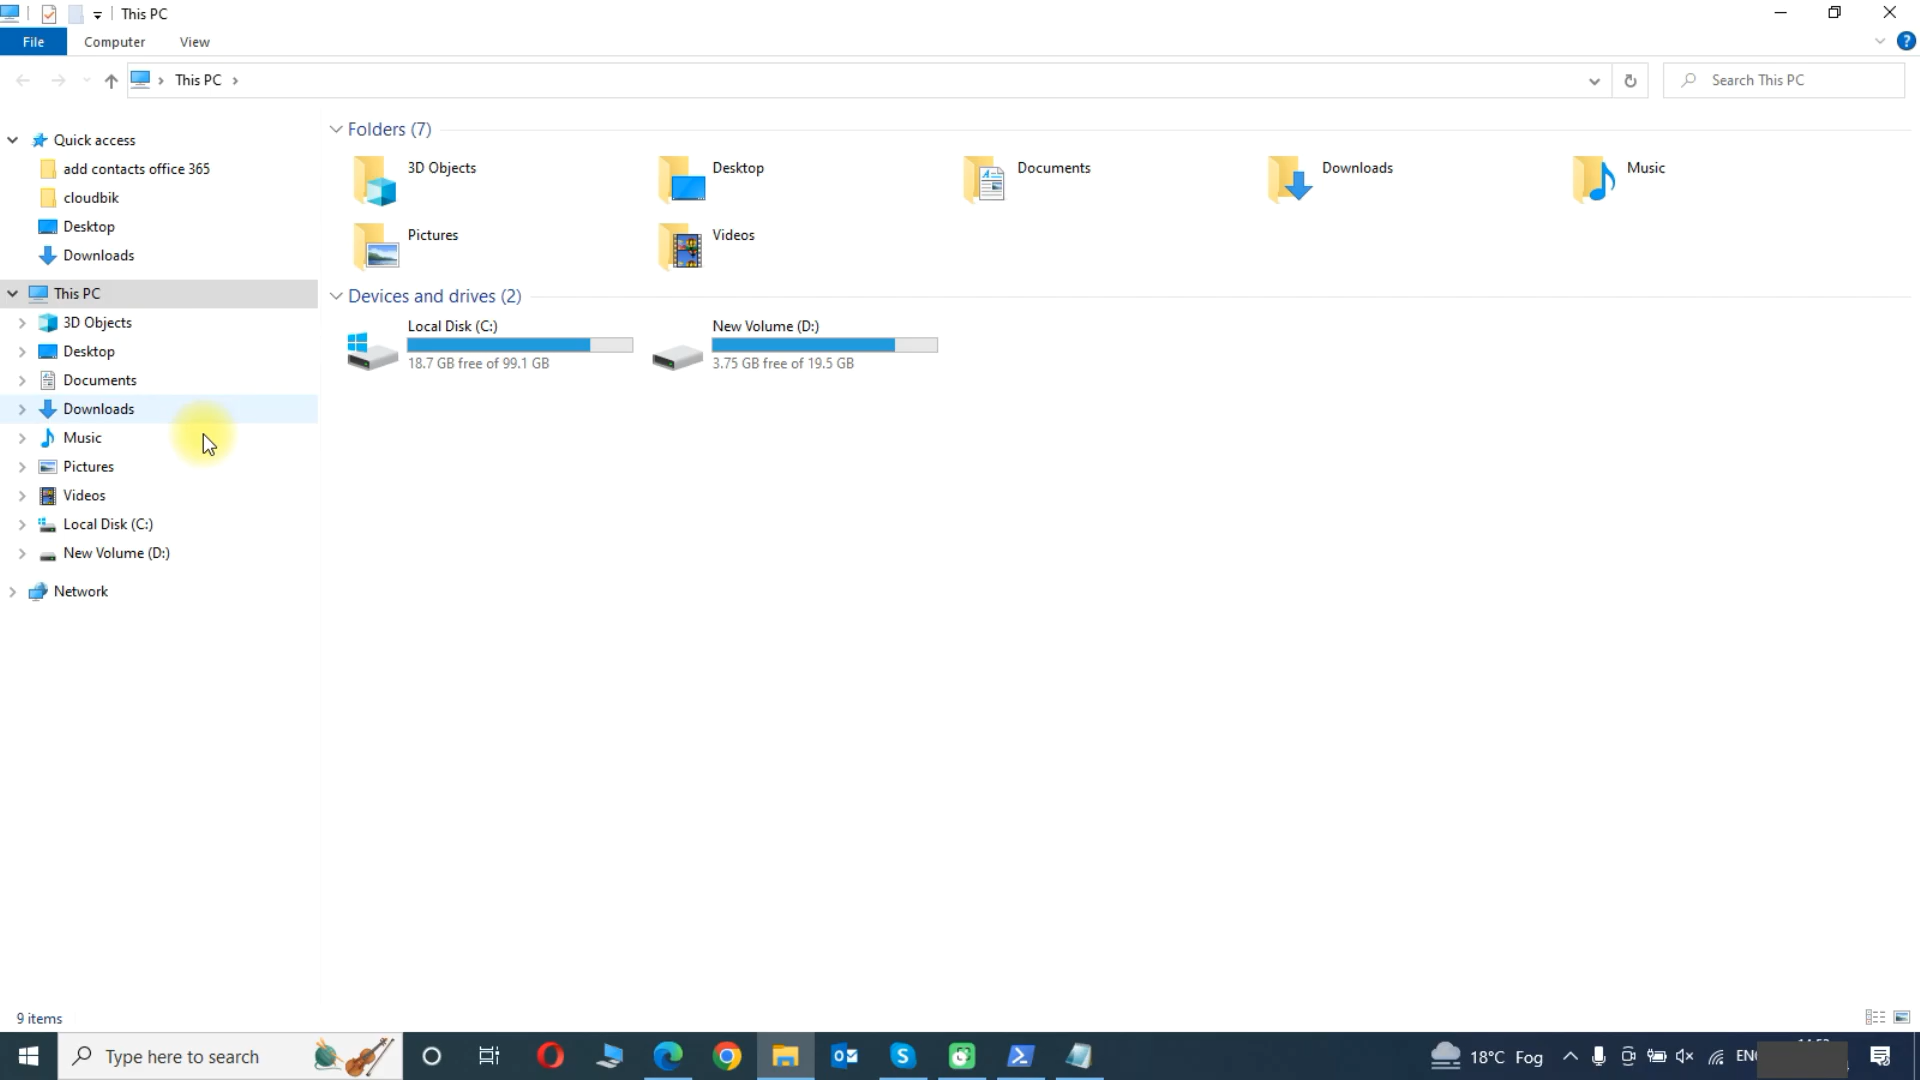 This PC
File Computer View
This PC
Search This PC
Quick access
add contacts office 365
cloudbik
Desktop
Downloads
This PC
3D Objects
Desktop
Documents
Downloads
Music
Pictures
Videos
Local Disk (C:)
New Volume (D:)
Network
Folders (7)
3D Objects
Desktop
Documents
Downloads
Music
Pictures
Videos
Devices and drives (2)
Local Disk (C:)
18.7 GB free of 99.1 GB
New Volume (D:)
3.75 GB free of 19.5 GB
9 items
Type here to search
18°C Fog